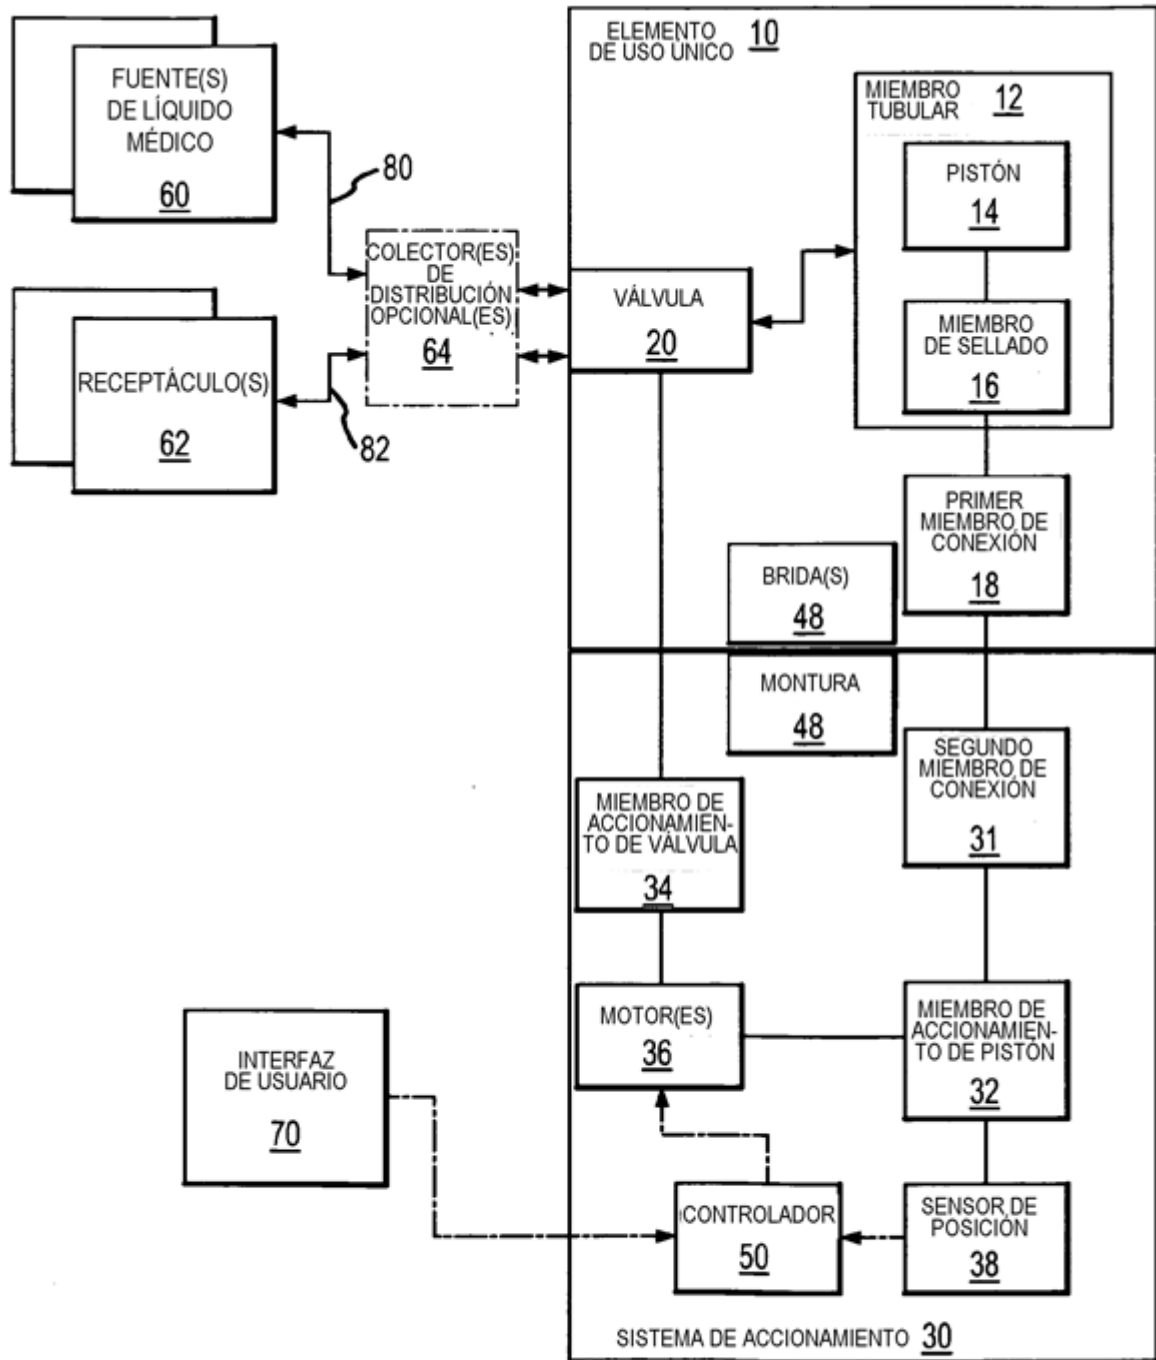 ELEMENTO
DE USO UNICO 10
FUENTE(S)
DE LÍQUIDO
MÉDICO
60
80
MIEMBRO
TUBULAR 12
PISTÓN
14
COLECTOR(ES)
DE
DISTRIBUCIÓN
OPCIONAL(ES)
64
VÁLVULA
20
MIEMBRO
DE SELLADO
16
RECEPTÁCULO(S)
62
82
PRIMER
MIEMBRO DE
CONEXIÓN
18
BRIDA(S)
48
MONTURA
48
SEGUNDO
MIEMBRO DE
CONEXIÓN
31
MIEMBRO DE
ACCIONAMIEN-
TO DE VÁLVULA
34
MOTOR(ES)
36
MIEMBRO DE
ACCIONAMIEN-
TO DE PISTÓN
32
INTERFAZ
DE USUARIO
70
CONTROLADOR
50
SENSOR DE
POSICIÓN
38
SISTEMA DE ACCIONAMIENTO 30